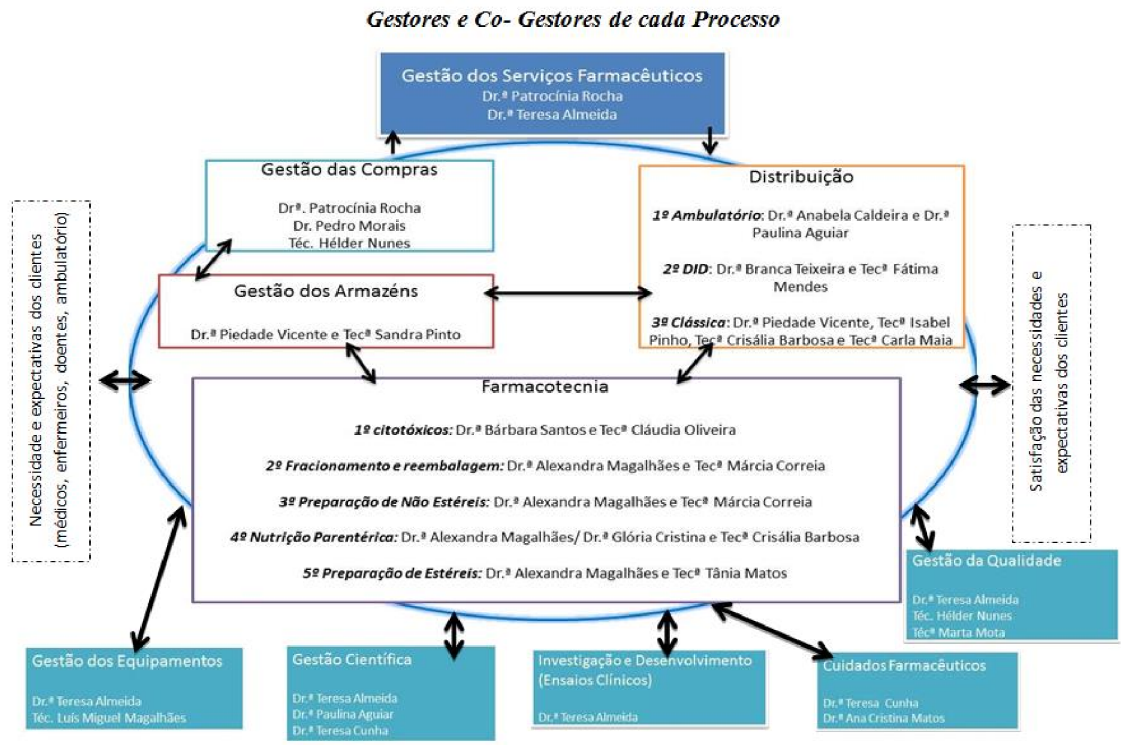 Gestores e Co- Gestores de cada Processo
Gestão dos Serviços Farmacêuticos
Dr.ª Patrocínia Rocha
Dr.ª Teresa Almeida
Gestão das Compras
Drª. Patrocínia Rocha
Dr. Pedro Morais
Téc. Hélder Nunes
Distribuição
1º Ambulatório: Dr.ª Anabela Caldeira e Dr.ª
Paulina Aguiar
2º DID: Dr.ª Branca Teixeira e Tecª Fátima
Mendes
3º Clássica: Dr.ª Piedade Vicente, Tecª Isabel
Pinho, Tecª Crisália Barbosa e Tecª Carla Maia
Gestão dos Armazéns
Dr.ª Piedade Vicente e Tecª Sandra Pinto
Necessidade e expectativas dos clientes
(médicos, enfermeiros, doentes, ambulatório)
Satisfação das necessidades e
expectativas dos clientes
Farmacotecnia
1º citotóxicos: Dr.ª Bárbara Santos e Tecª Cláudia Oliveira
2º Fracionamento e reembalagem: Dr.ª Alexandra Magalhães e Tecª Márcia Correia
3º Preparação de Não Estéreis: Dr.ª Alexandra Magalhães e Tecª Márcia Correia
4º Nutrição Parentérica: Dr.ª Alexandra Magalhães/ Dr.ª Glória Cristina e Tecª Crisália Barbosa
5º Preparação de Estéreis: Dr.ª Alexandra Magalhães e Tecª Tânia Matos
Gestão da Qualidade
Dr.ª Teresa Almeida
Téc. Hélder Nunes
Técª Marta Mota
Gestão dos Equipamentos
Dr.ª Teresa Almeida
Téc. Luís Miguel Magalhães
Gestão Científica
Dr.ª Teresa Almeida
Dr.ª Paulina Aguiar
Dr.ª Teresa Cunha
Investigação e Desenvolvimento
(Ensaios Clínicos)
Dr.ª Teresa Almeida
Cuidados Farmacêuticos
Dr.ª Teresa Cunha
Dr.ª Ana Cristina Matos